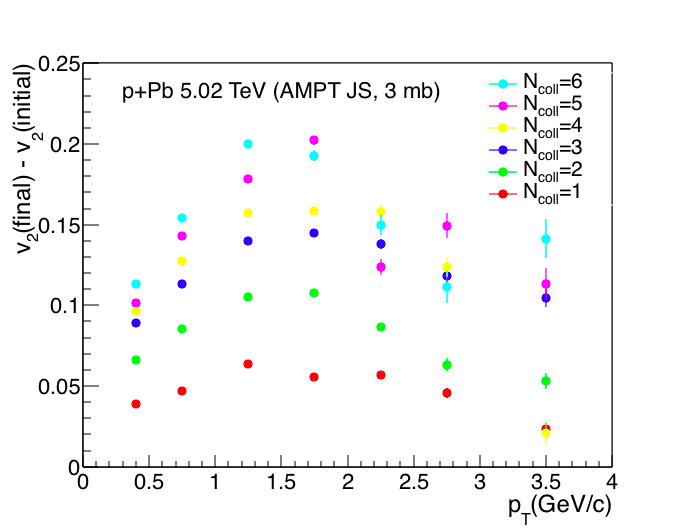 p+Pb 5.02 TeV (AMPT JS, 3 mb)
N_coll=6
N_coll=5
N_coll=4
N_coll=3
N_coll=2
N_coll=1
v_2(final) - v_2(initial)
0.25
0.2
0.15
0.1
0.05
0
0 0.5 1 1.5 2 2.5 3 3.5 4
p_T(GeV/c)